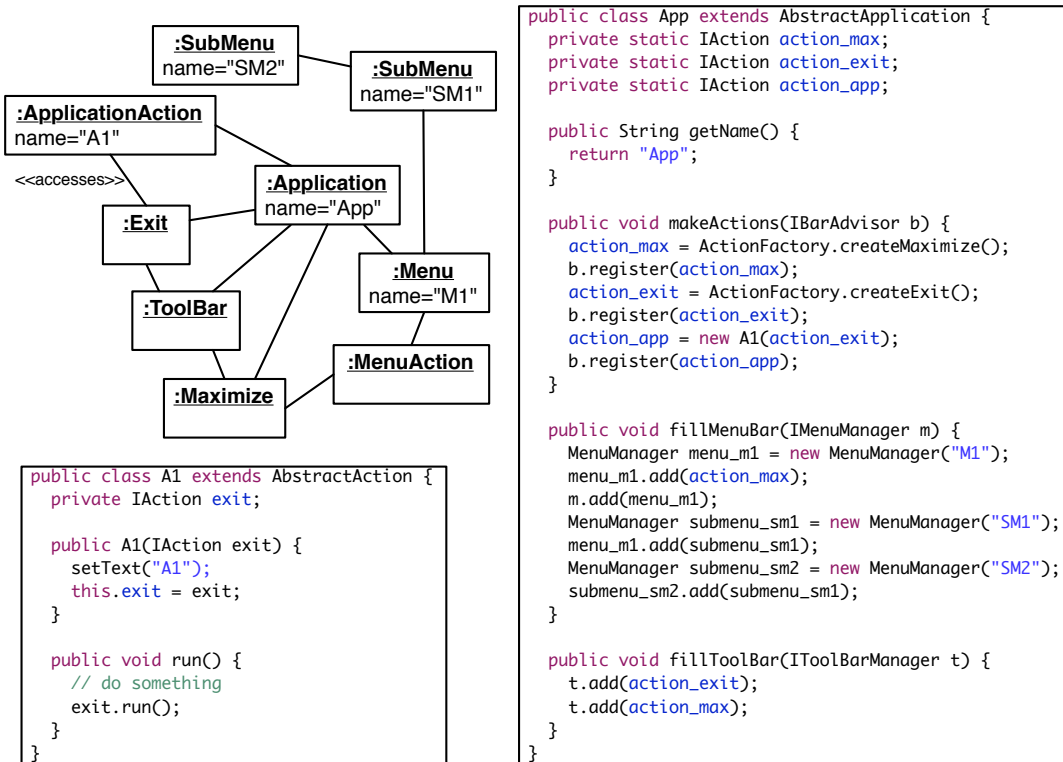 :SubMenu
name="SM2"
:SubMenu
name="SM1"
:ApplicationAction
name="A1"
<<accesses>>
:Application
name="App"
:Exit
:Menu
name="M1"
:ToolBar
:MenuAction
:Maximize
public class A1 extends AbstractAction {
private IAction exit;
public A1(IAction exit) {
setText("A1");
this.exit = exit;
}
public void run() {
// do something
exit.run();
}
}
public class App extends AbstractApplication {
private static IAction action_max;
private static IAction action_exit;
private static IAction action_app;
public String getName() {
return "App";
}
public void makeActions(IBarAdvisor b) {
action_max = ActionFactory.createMaximize();
b.register(action_max);
action_exit = ActionFactory.createExit();
b.register(action_exit);
action_app = new A1(action_exit);
b.register(action_app);
}
public void fillMenuBar(IMenuManager m) {
MenuManager menu_m1 = new MenuManager("M1");
menu_m1.add(action_max);
m.add(menu_m1);
MenuManager submenu_sm1 = new MenuManager("SM1");
menu_m1.add(submenu_sm1);
MenuManager submenu_sm2 = new MenuManager("SM2");
submenu_sm2.add(submenu_sm1);
}
public void fillToolBar(IToolBarManager t) {
t.add(action_exit);
t.add(action_max);
}
}